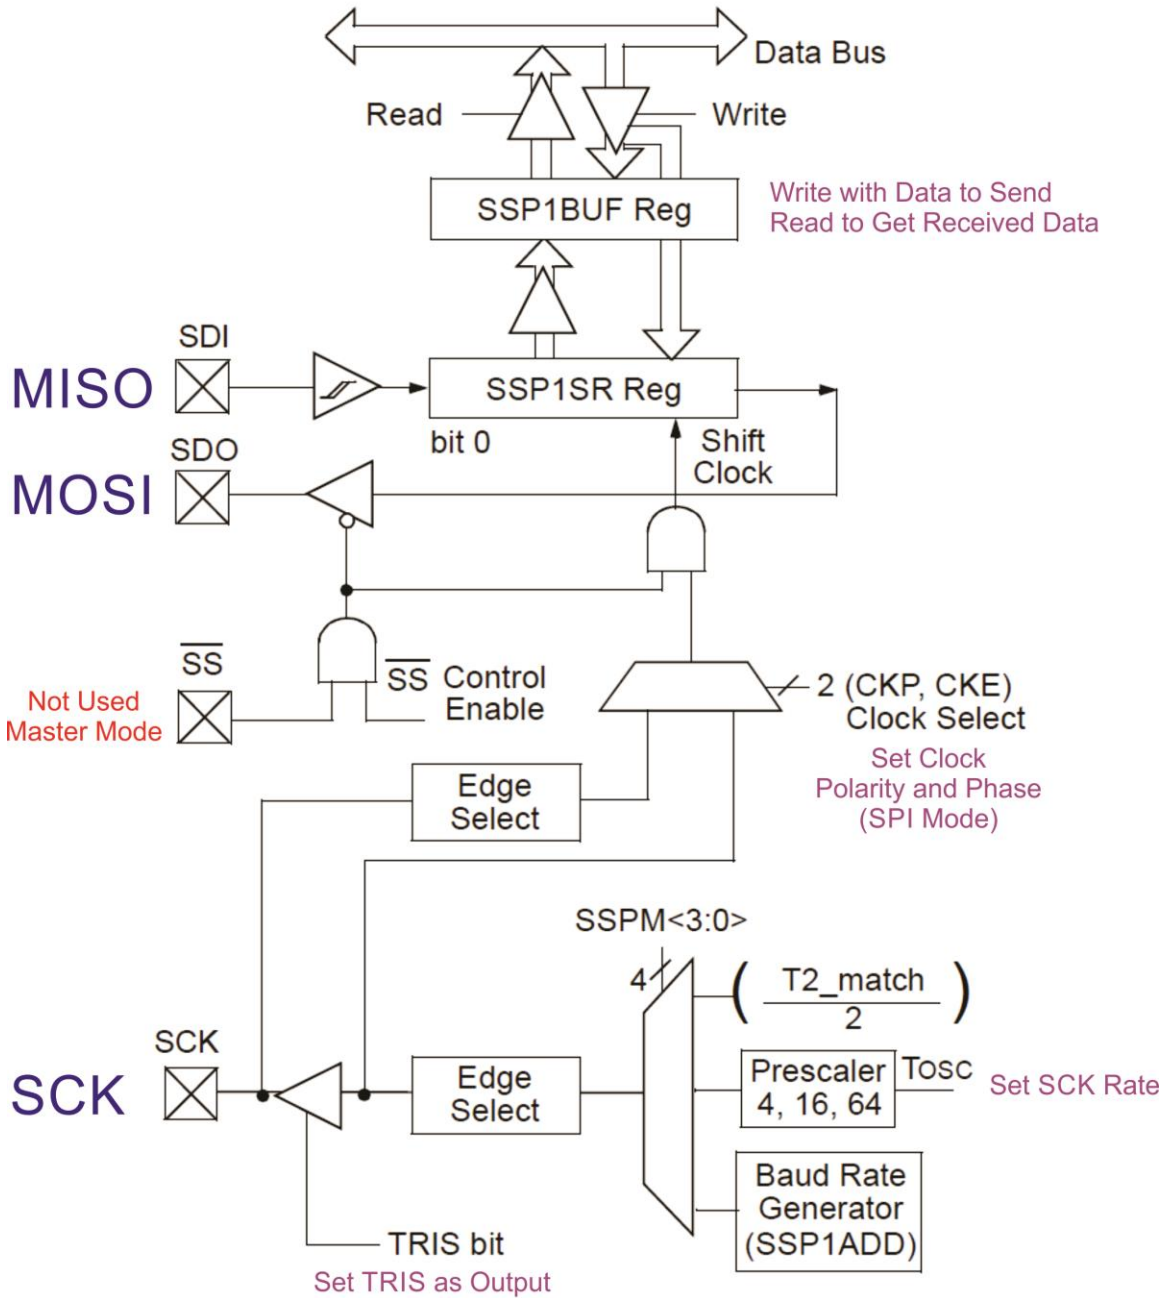 Data Bus
Read
Write
SSP1BUF Reg
Write with Data to Send
Read to Get Received Data
SDI
MISO
SSP1SR Reg
bit 0
Shift
Clock
SDO
MOSI
SS
Not Used
Master Mode
SS Control
Enable
2 (CKP, CKE)
Clock Select
Set Clock
Polarity and Phase
(SPI Mode)
Edge
Select
SSPM<3:0>
4
( T2_match
2 )
SCK
SCK
Edge
Select
Prescaler
4, 16, 64
Tosc
Set SCK Rate
Baud Rate
Generator
(SSP1ADD)
TRIS bit
Set TRIS as Output